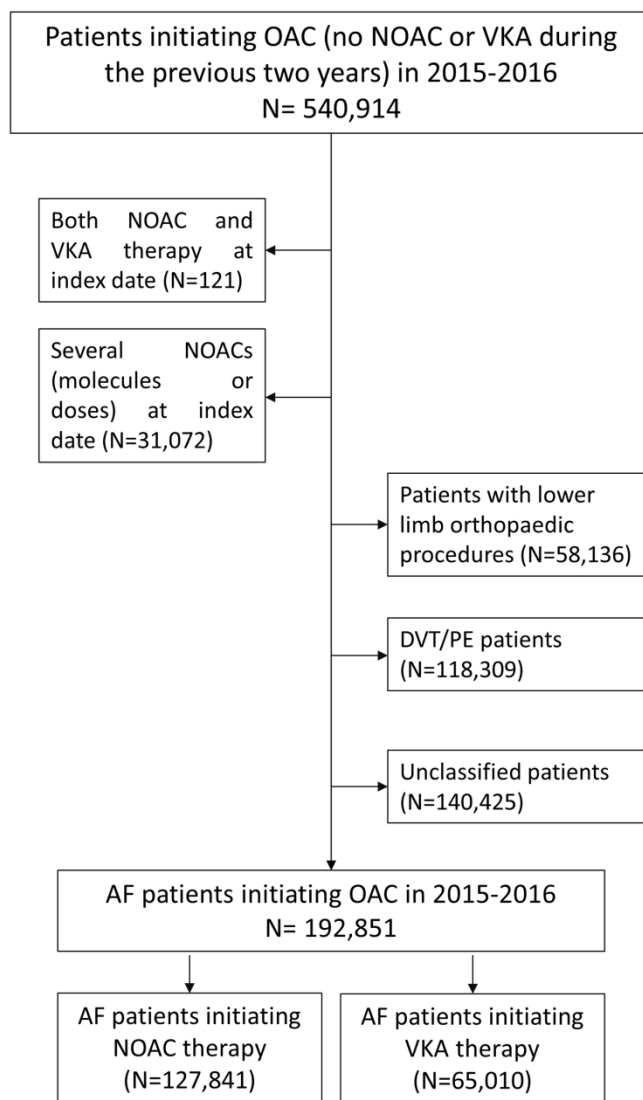 Patients initiating OAC (no NOAC or VKA during
the previous two years) in 2015-2016
N= 540,914
Both NOAC and
VKA therapy at
index date (N=121)
Several NOACs
(molecules or
doses) at index
date (N=31,072)
Patients with lower
limb orthopaedic
procedures (N=58,136)
DVT/PE patients
(N=118,309)
Unclassified patients
(N=140,425)
AF patients initiating OAC in 2015-2016
N= 192,851
AF patients initiating
NOAC therapy
(N=127,841)
AF patients initiating
VKA therapy
(N=65,010)